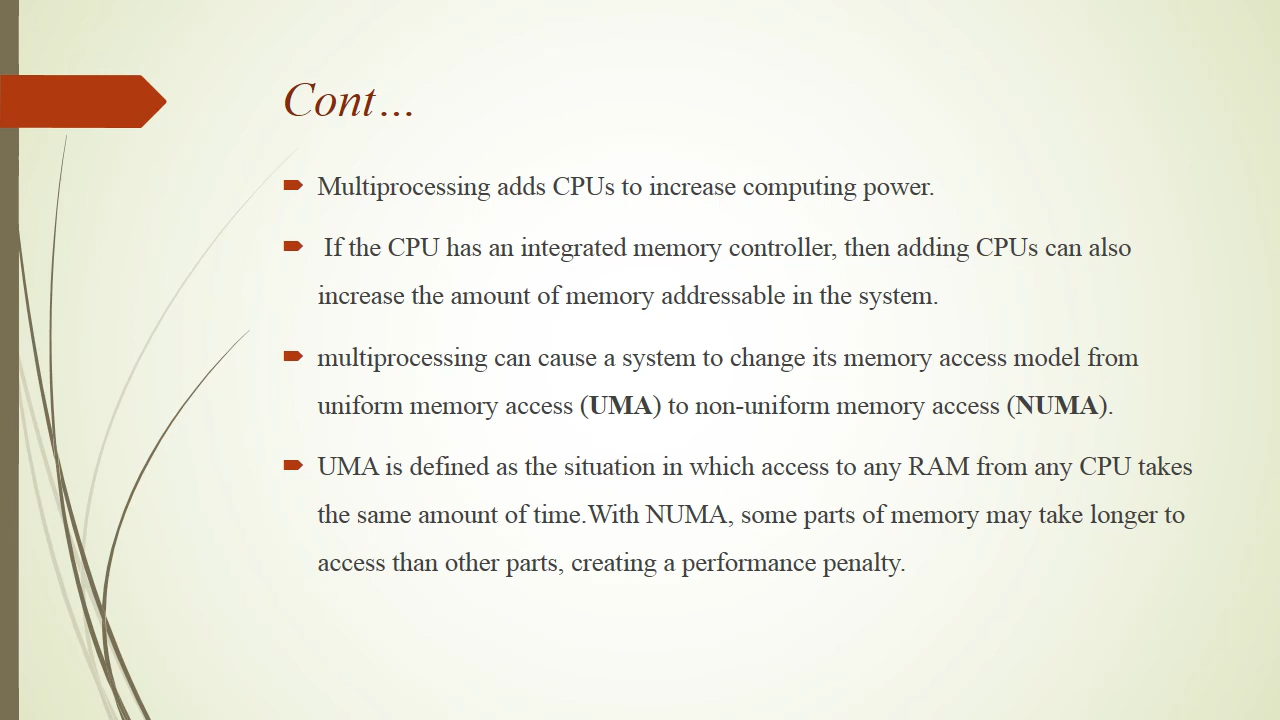 Cont…
Multiprocessing adds CPUs to increase computing power.
If the CPU has an integrated memory controller, then adding CPUs can also
increase the amount of memory addressable in the system.
multiprocessing can cause a system to change its memory access model from
uniform memory access (UMA) to non-uniform memory access (NUMA).
UMA is defined as the situation in which access to any RAM from any CPU takes
the same amount of time.With NUMA, some parts of memory may take longer to
access than other parts, creating a performance penalty.